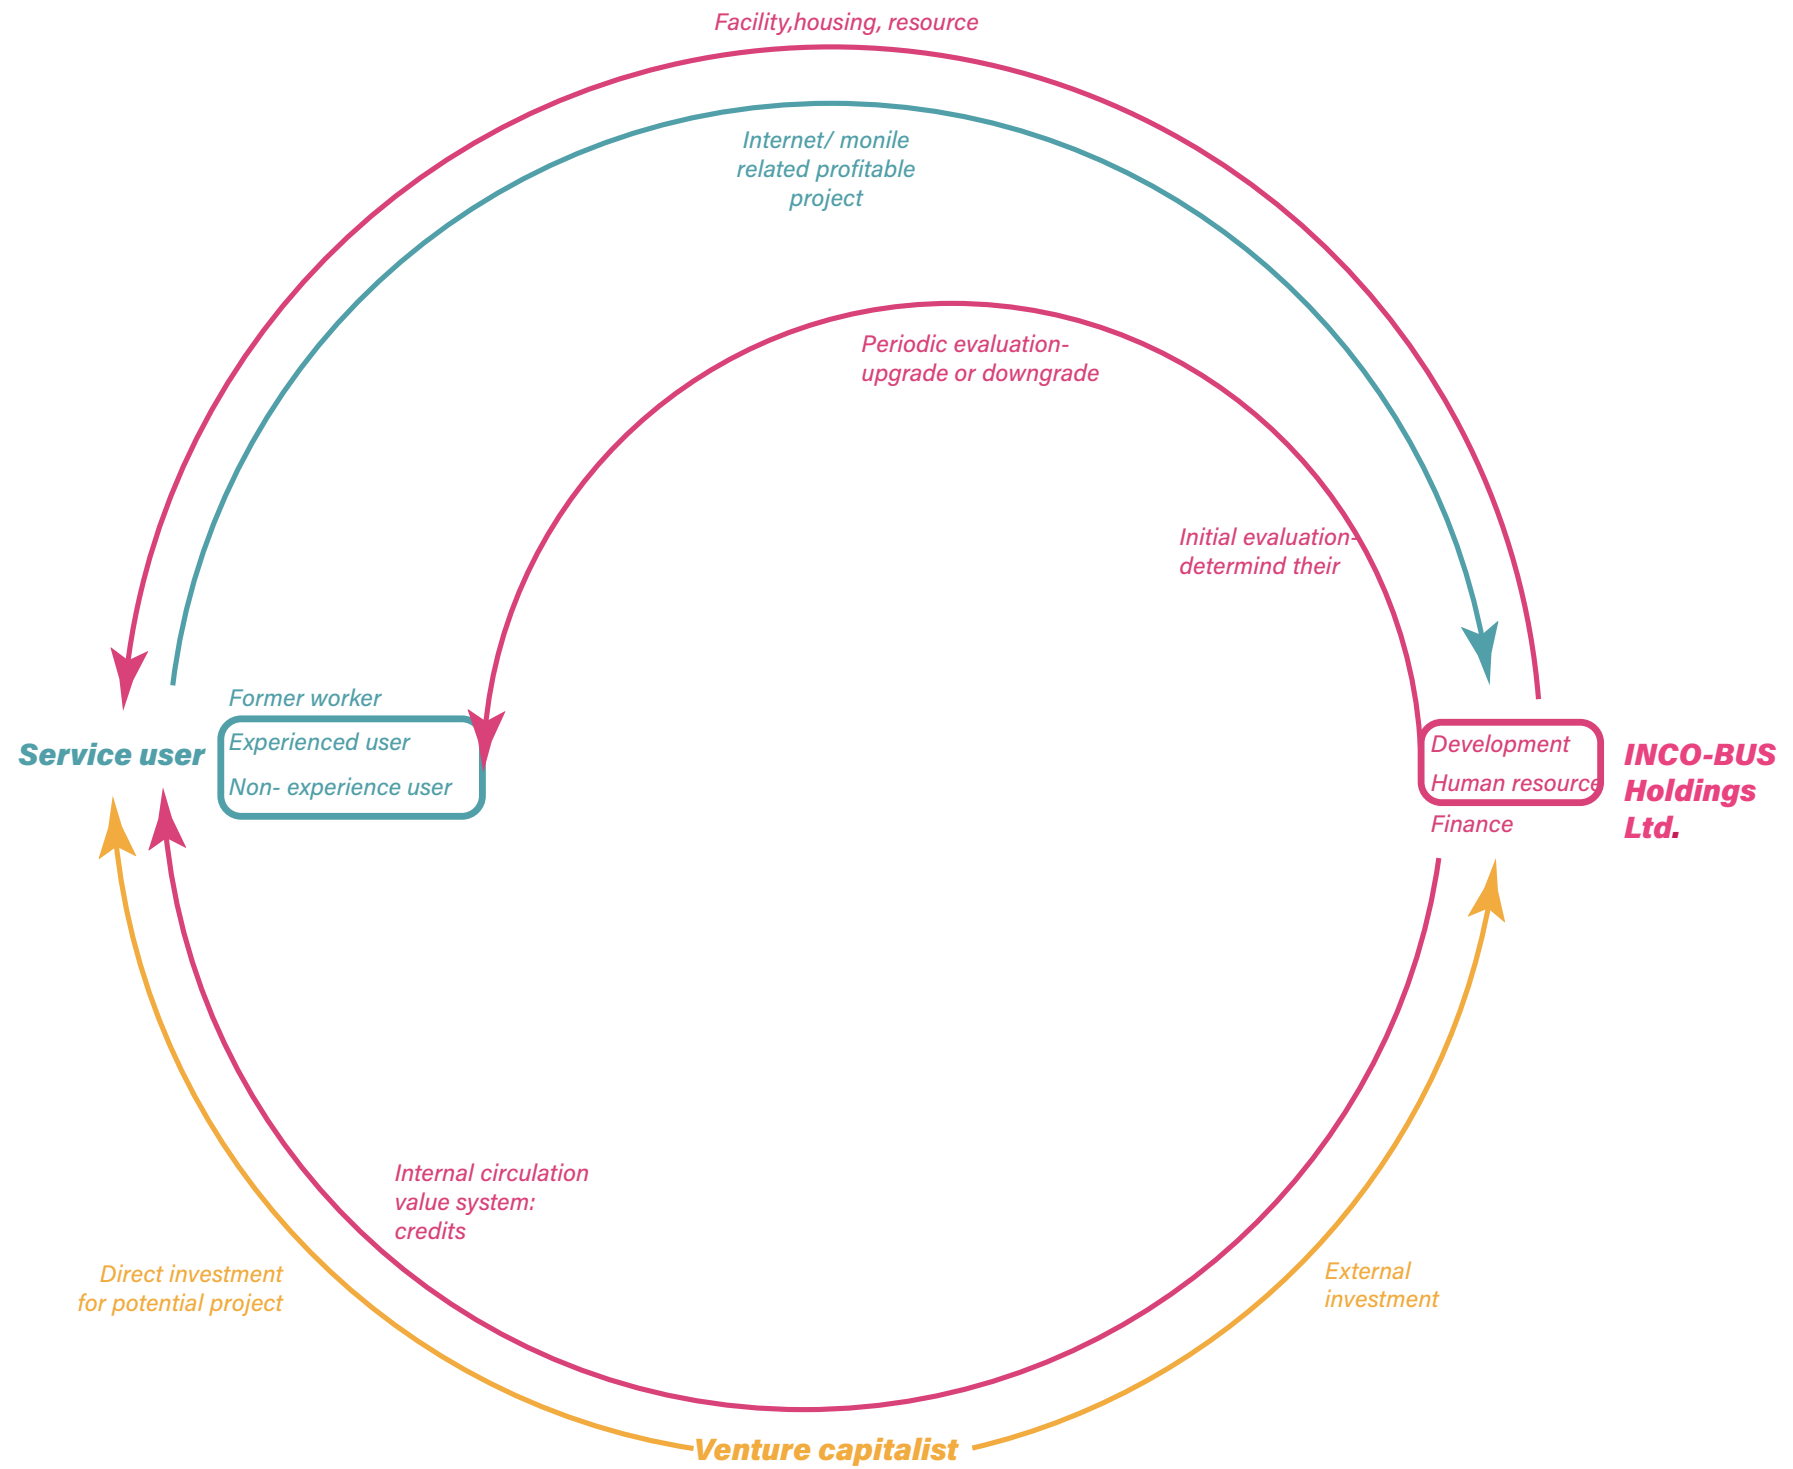 Facility,housing, resource
Internet/ monile
related profitable
project
Periodic evaluation-
upgrade or downgrade
Initial evaluation-
determind their
Former worker
Service user
Experienced user
Non- experience user
Development
Human resource
Finance
INCO-BUS
Holdings
Ltd.
Internal circulation
value system:
credits
Direct investment
for potential project
External
investment
Venture capitalist